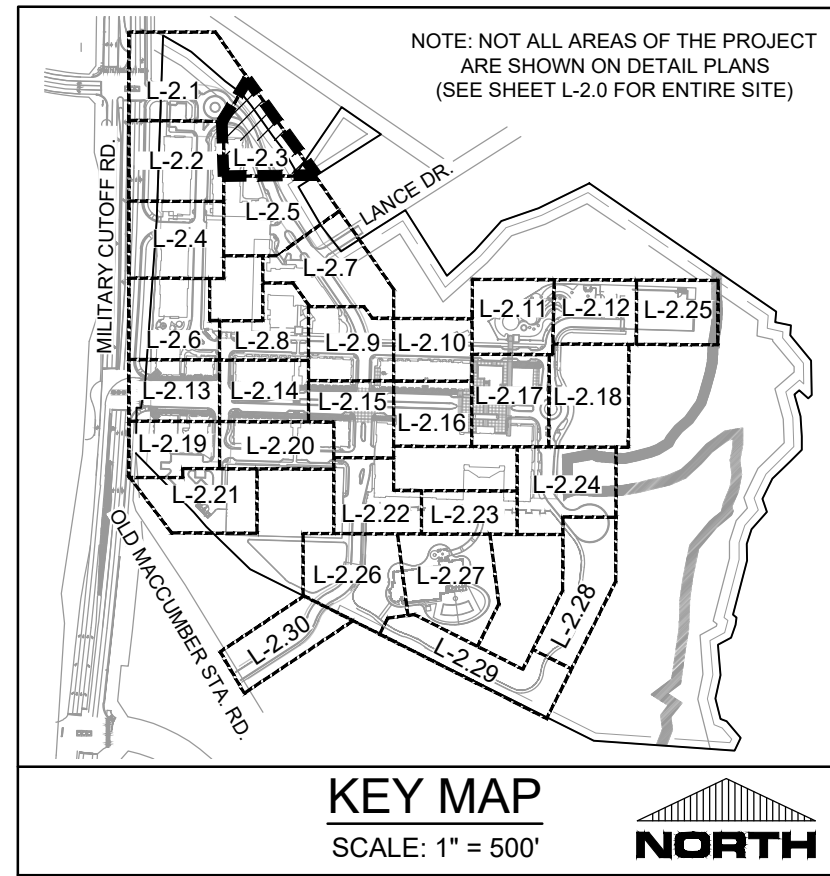 NOTE: NOT ALL AREAS OF THE PROJECT
ARE SHOWN ON DETAIL PLANS
(SEE SHEET L-2.0 FOR ENTIRE SITE)
L-2.1
L-2.2
L-2.3
L-2.4
L-2.5
LANCE DR.
MILITARY CUTOFF RD.
L-2.7
L-2.6
L-2.8
L-2.9
L-2.10
L-2.11
L-2.12
L-2.25
L-2.13
L-2.14
L-2.15
L-2.16
L-2.17
L-2.18
L-2.19
L-2.20
L-2.21
L-2.22
L-2.23
L-2.24
OLD MACCUMBER STA. RD.
L-2.26
L-2.27
L-2.28
L-2.29
L-2.30
KEY MAP
SCALE: 1" = 500'
NORTH